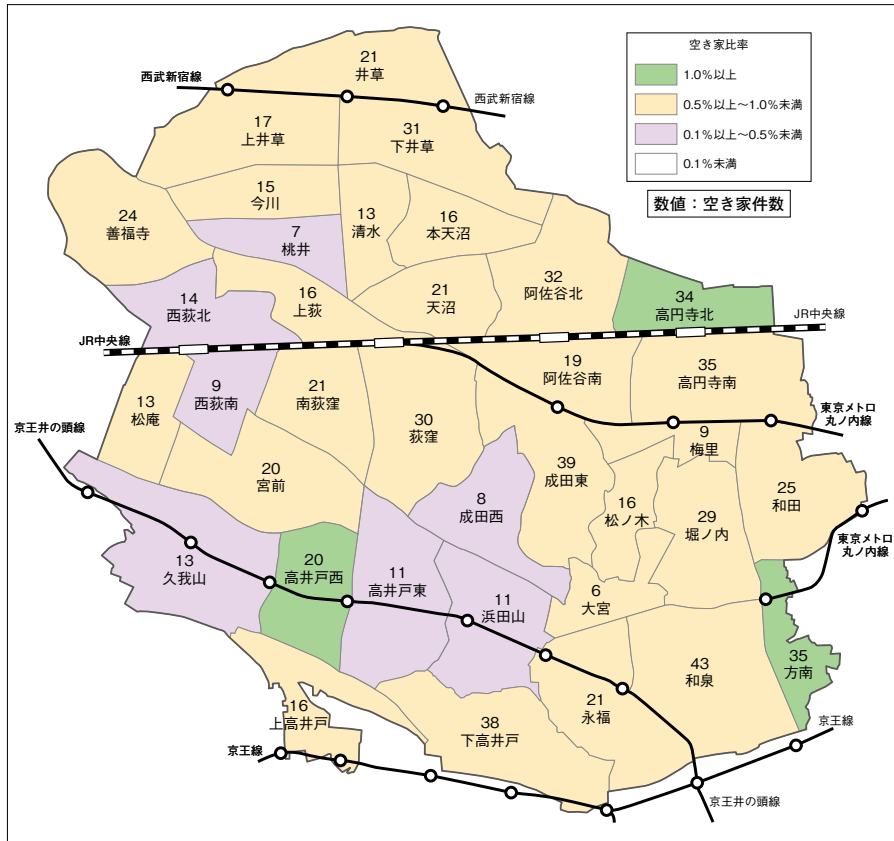 空き家比率
1.0%以上
0.5%以上～1.0%未満
0.1%以上～0.5%未満
0.1%未満
数値：空き家件数
21
井草
西武新宿線
西武新宿線
17
上井草
31
下井草
15
今川
13
清水
16
本天沼
24
善福寺
7
桃井
14
西荻北
16
上荻
21
天沼
32
阿佐谷北
34
高円寺北
JR中央線
JR中央線
19
阿佐谷南
35
高円寺南
13
松庵
9
西荻南
21
南荻窪
30
荻窪
東京メトロ
丸ノ内線
京王井の頭線
9
梅里
20
宮前
39
成田東
8
成田西
16
松ノ木
29
堀ノ内
25
和田
東京メトロ
丸ノ内線
13
久我山
20
高井戸西
11
高井戸東
11
浜田山
6
大宮
35
方南
43
和泉
21
永福
16
上高井戸
38
下高井戸
京王線
京王線
京王井の頭線